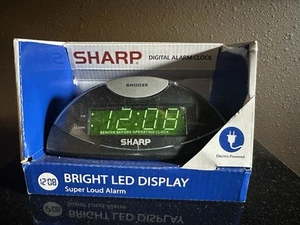 SHARP
DIGITAL ALARM CLOCK
SNOOZE
12:08
REMOVE BEFORE OPERATING CLOCK
SHARP
Electric Powered
12:08 BRIGHT LED DISPLAY
Super Loud Alarm